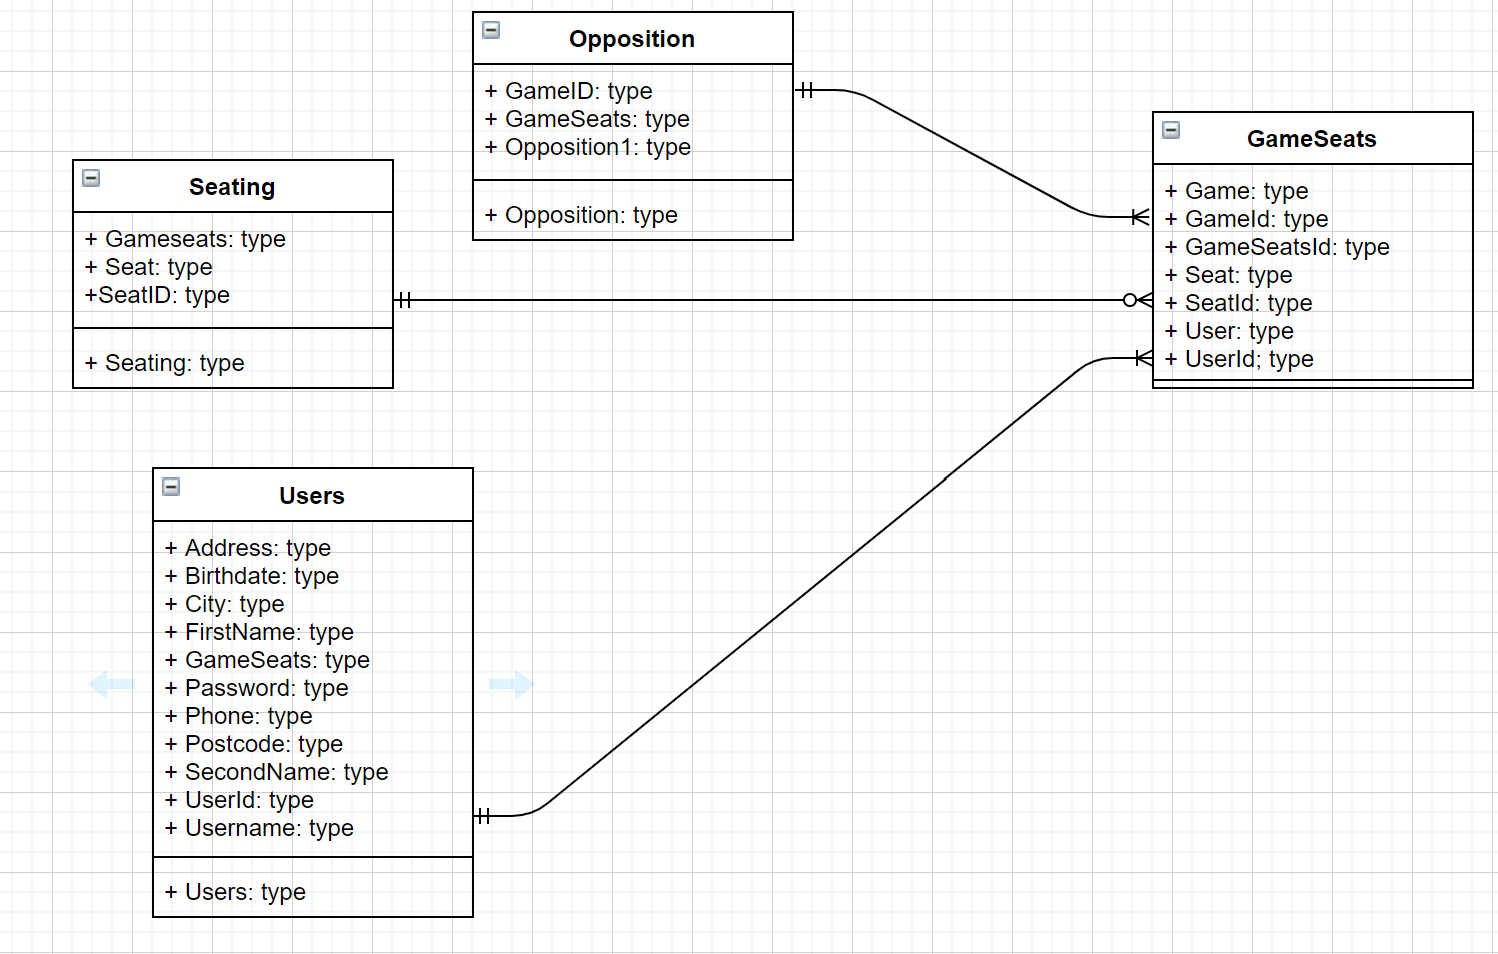 Opposition
+ GameID: type
+ GameSeats: type
+ Opposition1: type
+ Opposition: type
GameSeats
+ Game: type
+ GameId: type
+ GameSeatsId: type
+ Seat: type
+ SeatId: type
+ User: type
+ UserId; type
Seating
+ Gameseats: type
+ Seat: type
+SeatID: type
+ Seating: type
Users
+ Address: type
+ Birthdate: type
+ City: type
+ FirstName: type
+ GameSeats: type
+ Password: type
+ Phone: type
+ Postcode: type
+ SecondName: type
+ UserId: type
+ Username: type
+ Users: type